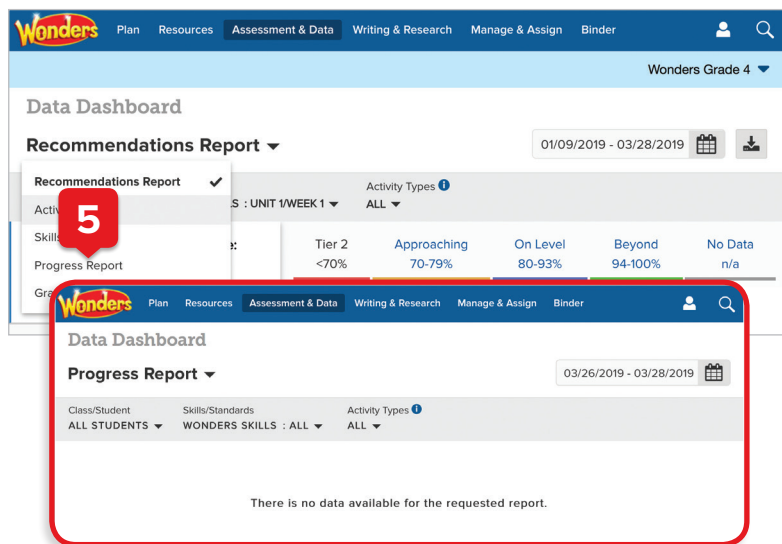 Wonders Plan Resources Assessment & Data Writing & Research Manage & Assign Binder
Wonders Grade 4
Data Dashboard
Recommendations Report
01/09/2019 - 03/28/2019
Recommendations Report
Activity Types
: UNIT 1/WEEK 1
ALL
5
Tier 2 Approaching On Level Beyond No Data
<70% 70-79% 80-93% 94-100% n/a
Progress Report
Wonders Plan Resources Assessment & Data Writing & Research Manage & Assign Binder
Data Dashboard
Progress Report
03/26/2019 - 03/28/2019
Class/Student Skills/Standards Activity Types
ALL STUDENTS WONDERS SKILLS : ALL ALL
There is no data available for the requested report.